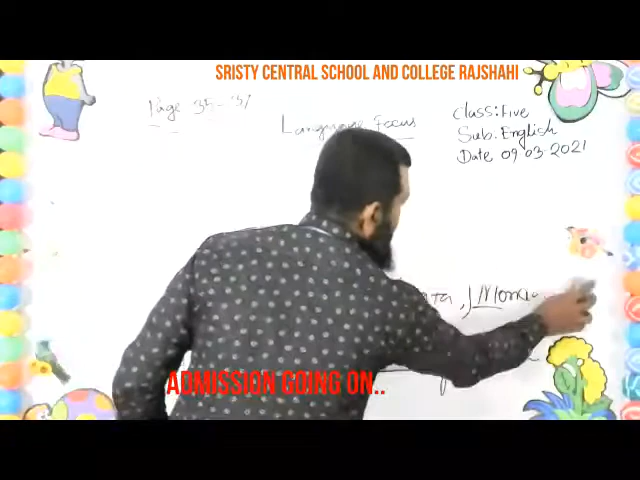 SRISTY CENTRAL SCHOOL AND COLLEGE RAJSHAHI
Page 35-37
Language Focus
Class: Five
Sub. English
Date 09.03.2021
ADMISSION GOING ON..